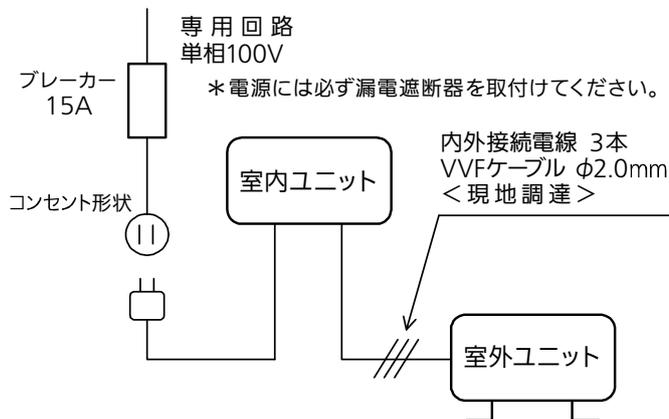 専用回路
単相100V
ブレーカー
15A
＊電源には必ず漏電遮断器を取付けてください。
内外接続電線 3本
VVFケーブル φ2.0mm
＜現地調達＞
室内ユニット
コンセント形状
室外ユニット